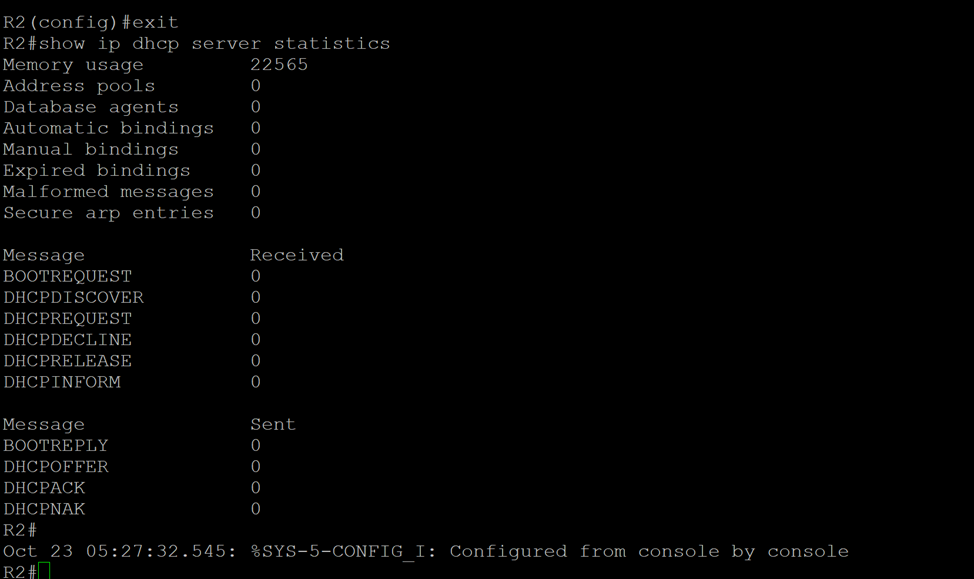 R2(config)#exit
R2#show ip dhcp server statistics
Memory usage 22565
Address pools 0
Database agents 0
Automatic bindings 0
Manual bindings 0
Expired bindings 0
Malformed messages 0
Secure arp entries 0
Message Received
BOOTREQUEST 0
DHCPDISCOVER 0
DHCPREQUEST 0
DHCPDECLINE 0
DHCPRELEASE 0
DHCPINFORM 0
Message Sent
BOOTREPLY 0
DHCPOFFER 0
DHCPACK 0
DHCPNAK 0
R2#
Oct 23 05:27:32.545: %SYS-5-CONFIG_I: Configured from console by console
R2#